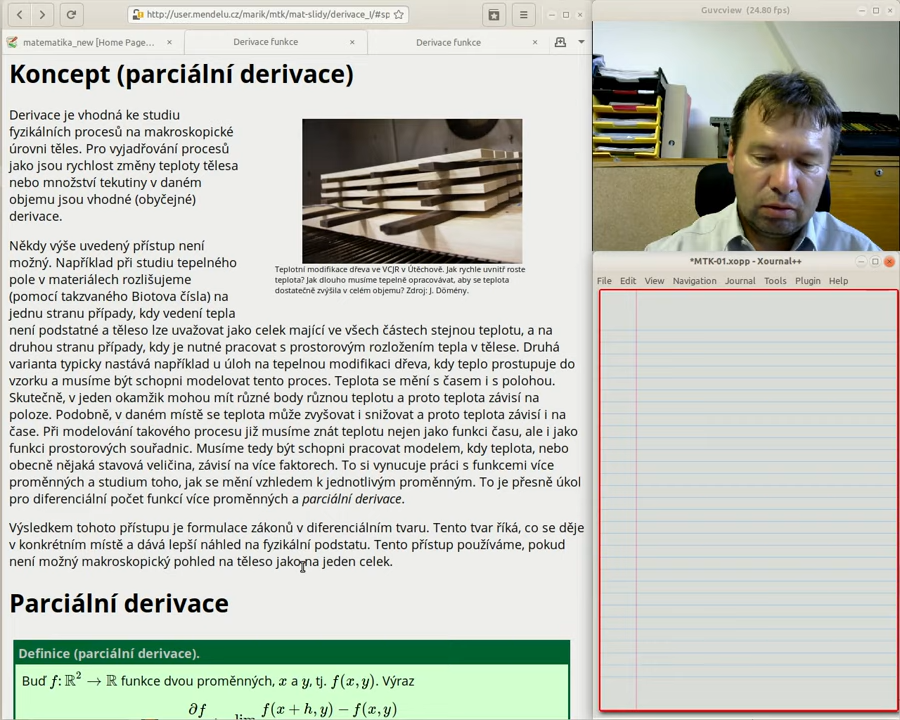 http://user.mendelu.cz/marik/mtk/mat-slidy/derivace_I/#sp
Guvcview (24.80 fps)
matematika_new [Home Page...
Derivace funkce
Derivace funkce
Koncept (parciální derivace)
Derivace je vhodná ke studiu
fyzikálních procesů na makroskopické
úrovni těles. Pro vyjadřování procesů
jako jsou rychlost změny teploty tělesa
nebo množství tekutiny v daném
objemu jsou vhodné (obyčejné)
derivace.
Teplotní modifikace dřeva ve VCJR v Útěchově. Jak rychle uvnitř roste
teplota? Jak dlouho musíme tepelně opracovávat, aby se teplota
dostatečně zvýšila v celém objemu? Zdroj: J. Dömény.
Někdy výše uvedený přístup není
možný. Například při studiu tepelného
pole v materiálech rozlišujeme
(pomocí takzvaného Biotova čísla) na
jednu stranu případy, kdy vedení tepla
není podstatné a těleso lze uvažovat jako celek mající ve všech částech stejnou teplotu, a na
druhou stranu případy, kdy je nutné pracovat s prostorovým rozložením tepla v tělese. Druhá
varianta typicky nastává například u úloh na tepelnou modifikaci dřeva, kdy teplo prostupuje do
vzorku a musíme být schopni modelovat tento proces. Teplota se mění s časem i s polohou.
Skutečně, v jeden okamžik mohou mít různé body různou teplotu a proto teplota závisí na
poloze. Podobně, v daném místě se teplota může zvyšovat i snižovat a proto teplota závisí i na
čase. Při modelování takového procesu již musíme znát teplotu nejen jako funkci času, ale i jako
funkci prostorových souřadnic. Musíme tedy být schopni pracovat modelem, kdy teplota, nebo
obecně nějaká stavová veličina, závisí na více faktorech. To si vynucuje práci s funkcemi více
proměnných a studium toho, jak se mění vzhledem k jednotlivým proměnným. To je přesně úkol
pro diferenciální počet funkcí více proměnných a parciální derivace.
Výsledkem tohoto přístupu je formulace zákonů v diferenciálním tvaru. Tento tvar říká, co se děje
v konkrétním místě a dává lepší náhled na fyzikální podstatu. Tento přístup používáme, pokud
není možný makroskopický pohled na těleso jako na jeden celek.
Parciální derivace
Definice (parciální derivace).
Buď f: ℝ² → ℝ funkce dvou proměnných, x a y, tj. f(x, y). Výraz
∂f f(x + h, y) − f(x, y)
*MTK-01.xopp - Xournal++
File Edit View Navigation Journal Tools Plugin Help